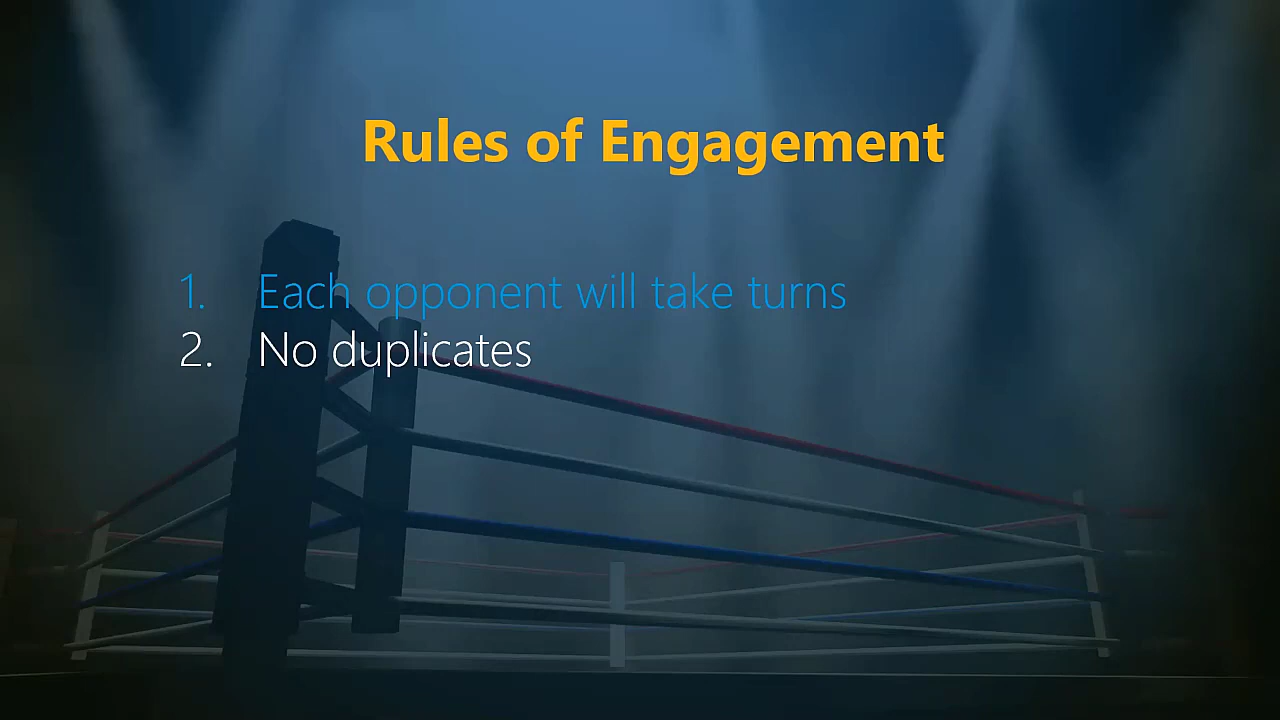 Rules of Engagement
1. Each opponent will take turns
2. No duplicates